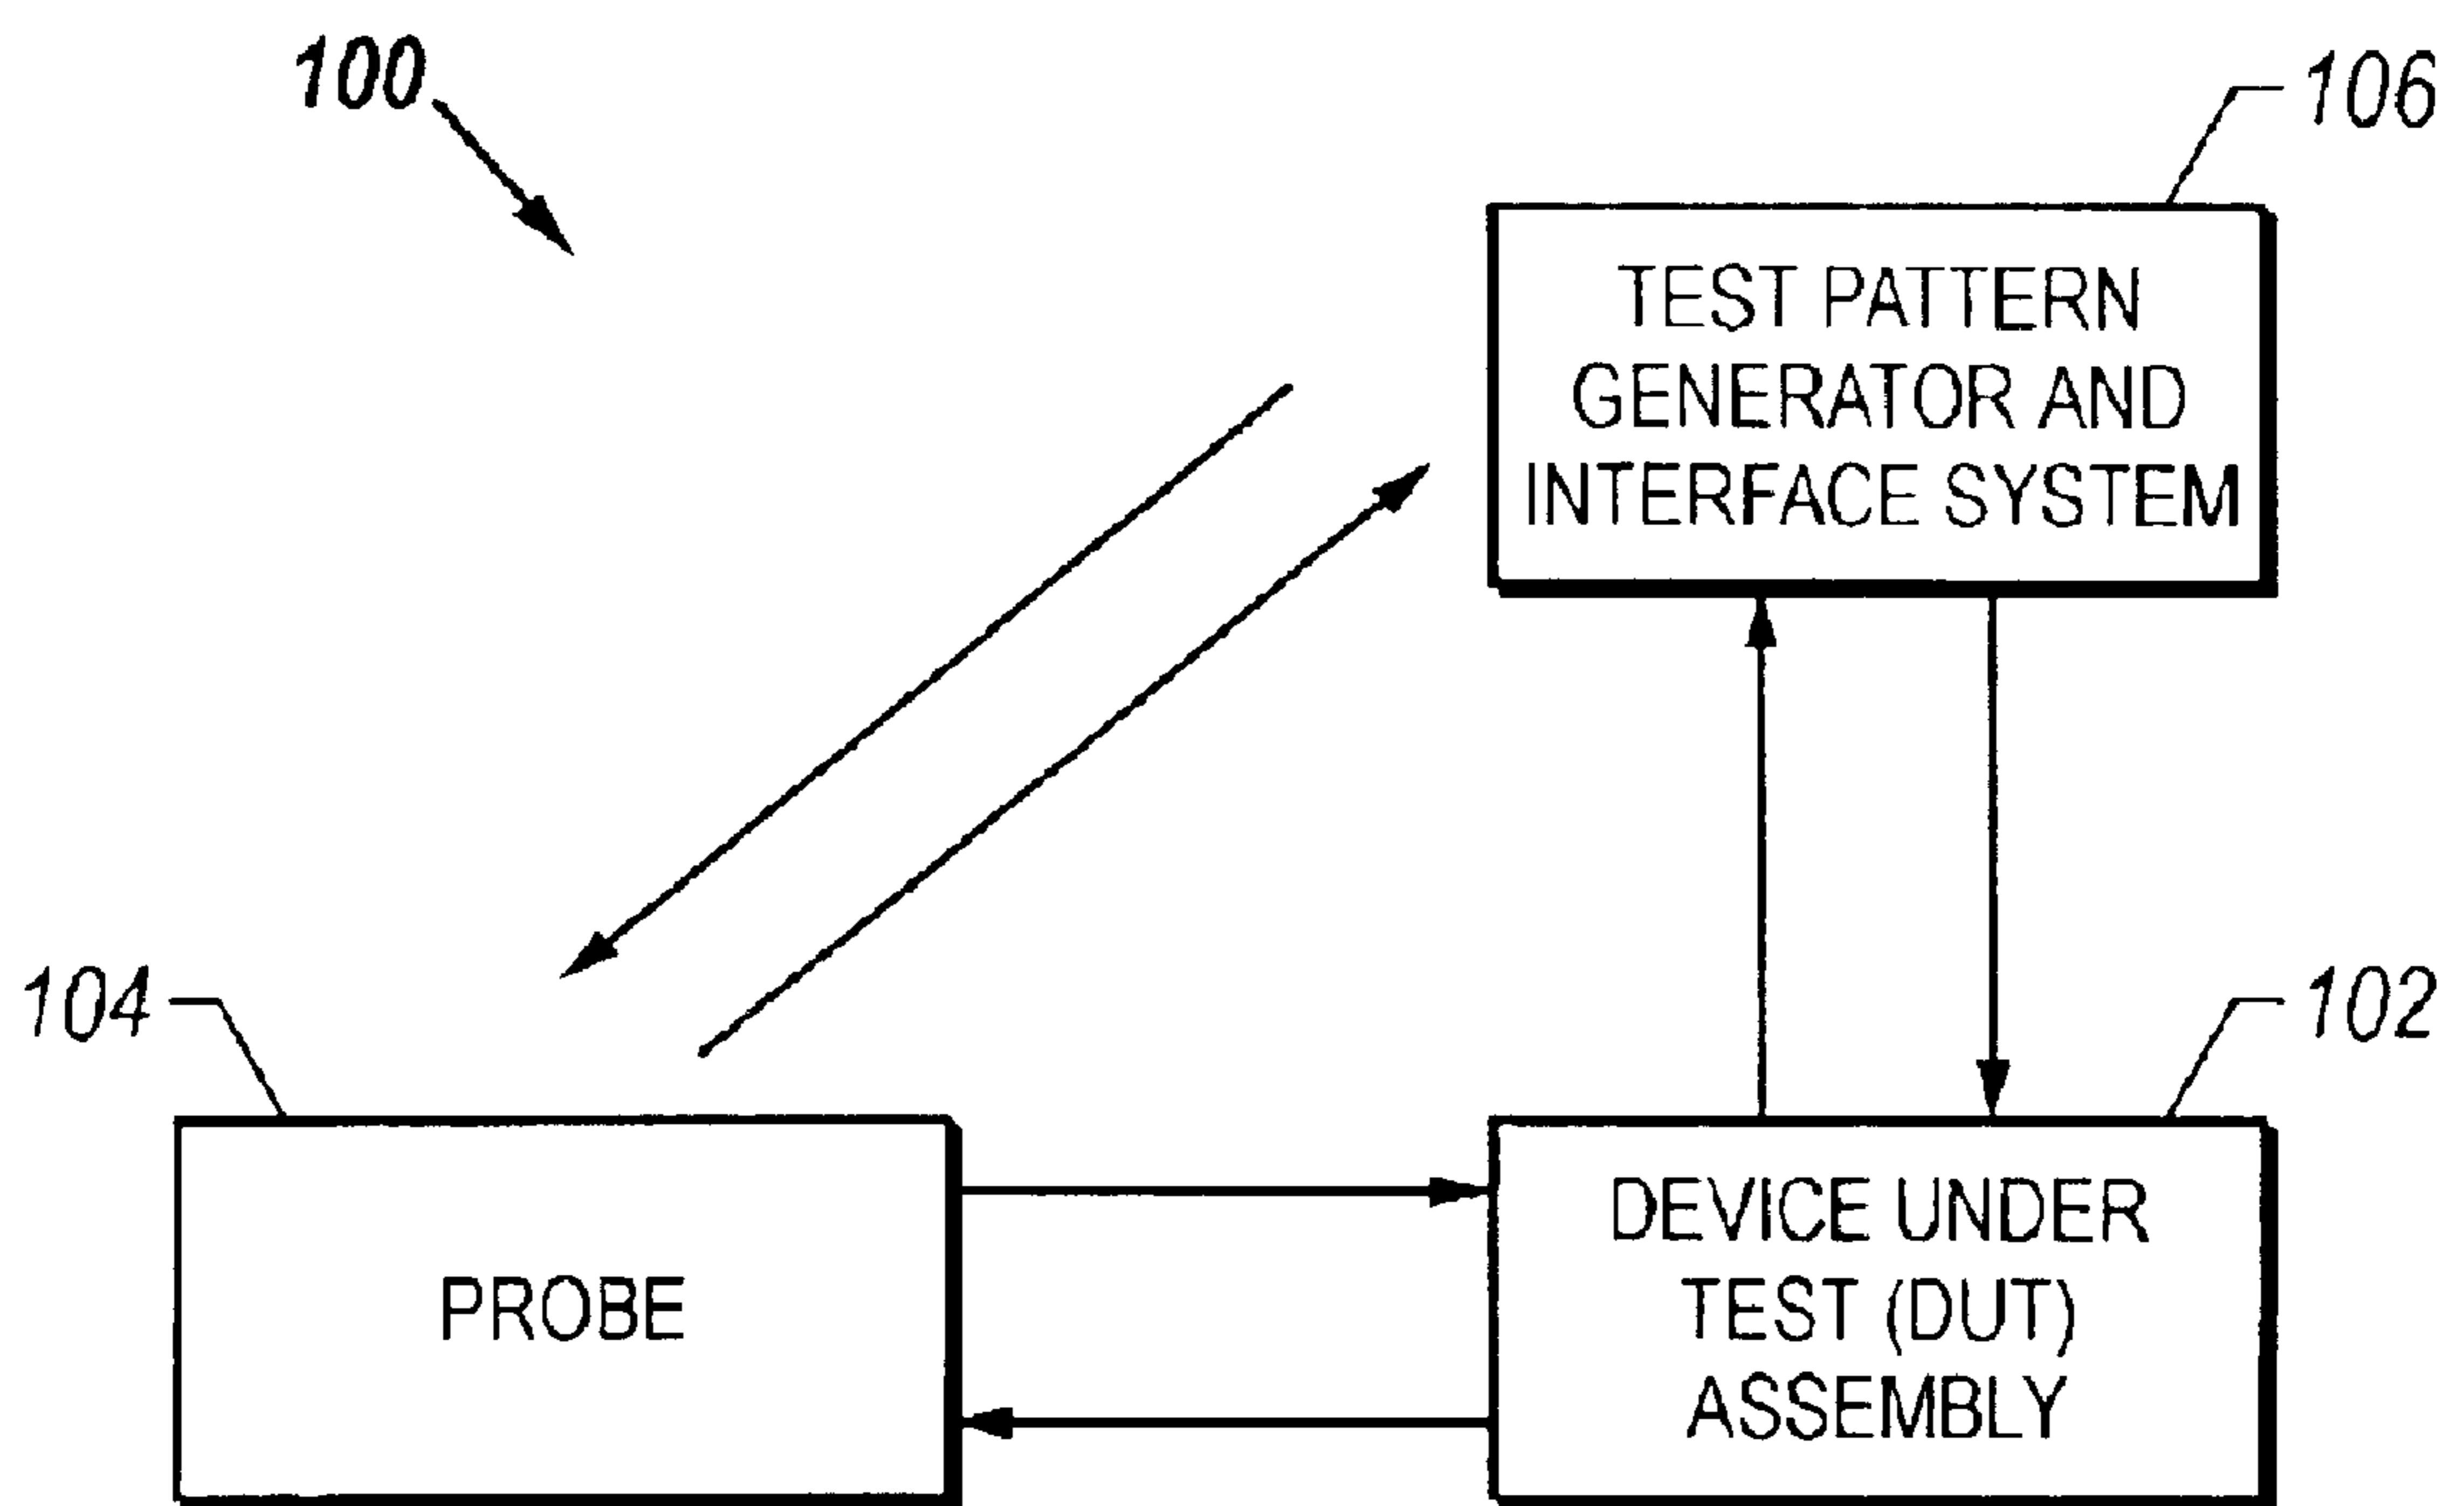 100
106
TEST PATTERN
GENERATOR AND
INTERFACE SYSTEM
104
102
PROBE
DEVICE UNDER
TEST (DUT)
ASSEMBLY